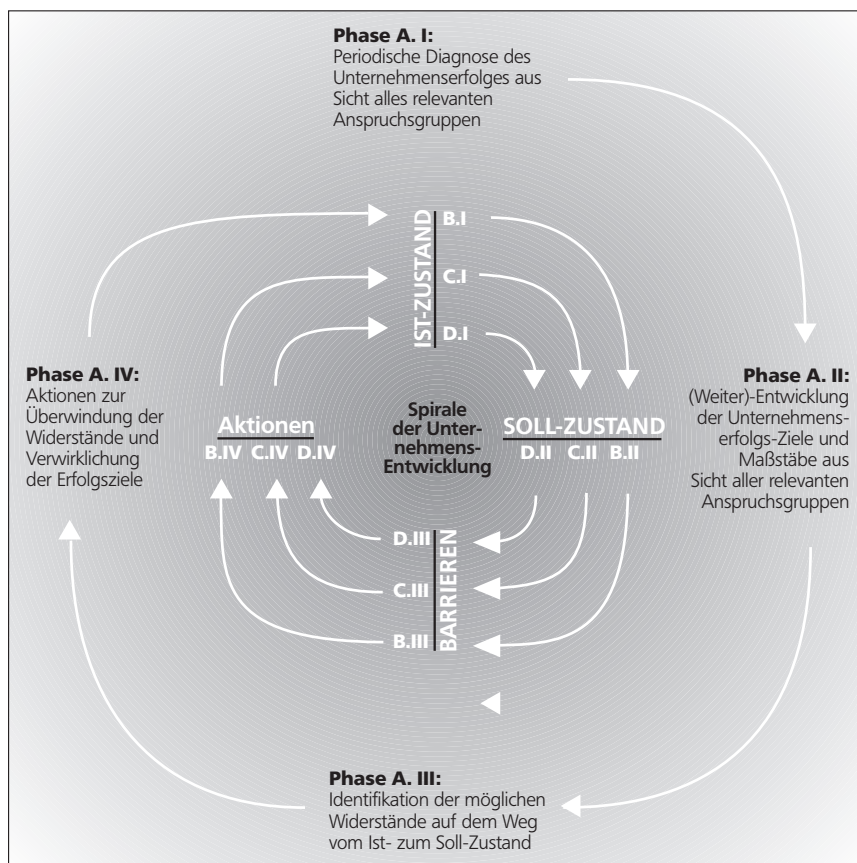 Phase A. I:
Periodische Diagnose des
Unternehmenserfolges aus
Sicht alles relevanten
Anspruchsgruppen
IST-ZUSTAND
B.I
C.I
D.I
Phase A. IV:
Aktionen zur
Überwindung der
Widerstände und
Verwirklichung
der Erfolgsziele
Aktionen
B.IV C.IV D.IV
Spirale
der Unter-
nehmens-
Entwicklung
SOLL-ZUSTAND
D.II C.II B.II
Phase A. II:
(Weiter)-Entwicklung
der Unternehmens-
erfolgs-Ziele und
Maßstäbe aus
Sicht aller relevanten
Anspruchsgruppen
D.III
C.III
B.III
BARRIEREN
Phase A. III:
Identifikation der möglichen
Widerstände auf dem Weg
vom Ist- zum Soll-Zustand